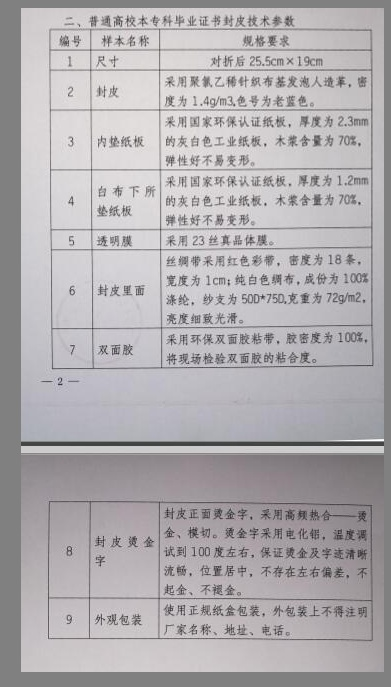 二、普通高校本专科毕业证书封皮技术参数
编号 样本名称 规格要求
1 尺寸 对折后 25.5cm×19cm
2 封皮 采用聚氯乙稀针织布基发泡人造革，密
度为 1.4g/m3,色号为老蓝色。
3 内垫纸板 采用国家环保认证纸板，厚度为 2.3mm
的灰白色工业纸板，木浆含量为 70%，
弹性好不易变形。
4 白布下所
垫纸板 采用国家环保认证纸板，厚度为 1.2mm
的灰白色工业纸板，木浆含量为 70%，
弹性好不易变形。
5 透明膜 采用 23 丝真晶体膜。
6 封皮里面 丝绸带采用红色彩带，密度为 18 条，
宽度为 1cm；纯白色绸布，成份为 100%
涤纶，纱支为 50D*75D,克重为 72g/m2，
亮度细致光滑。
7 双面胶 采用环保双面胶粘带，胶密度为 100%，
将现场检验双面胶的粘合度。
— 2 —
8 封皮烫金
字 封皮正面烫金字，采用高频热合——烫
金、模切。烫金字采用电化铝，温度调
试到 100 度左右，保证烫金及字迹清晰
流畅，位置居中，不存在左右偏差，不
起金、不褪金。
9 外观包装 使用正规纸盒包装，外包装上不得注明
厂家名称、地址、电话。